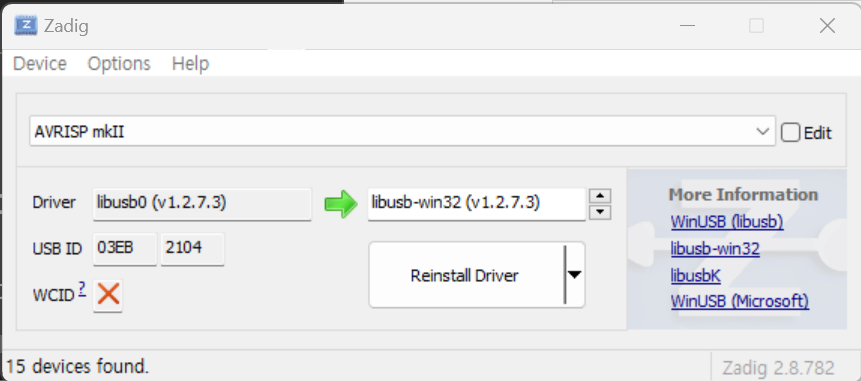 Zadig
Device Options Help
AVRISP mkII
Edit
Driver libusb0 (v1.2.7.3) libusb-win32 (v1.2.7.3)
USB ID 03EB 2104
WCID ?
Reinstall Driver
More Information
WinUSB (libusb)
libusb-win32
libusbK
WinUSB (Microsoft)
15 devices found.
Zadig 2.8.782